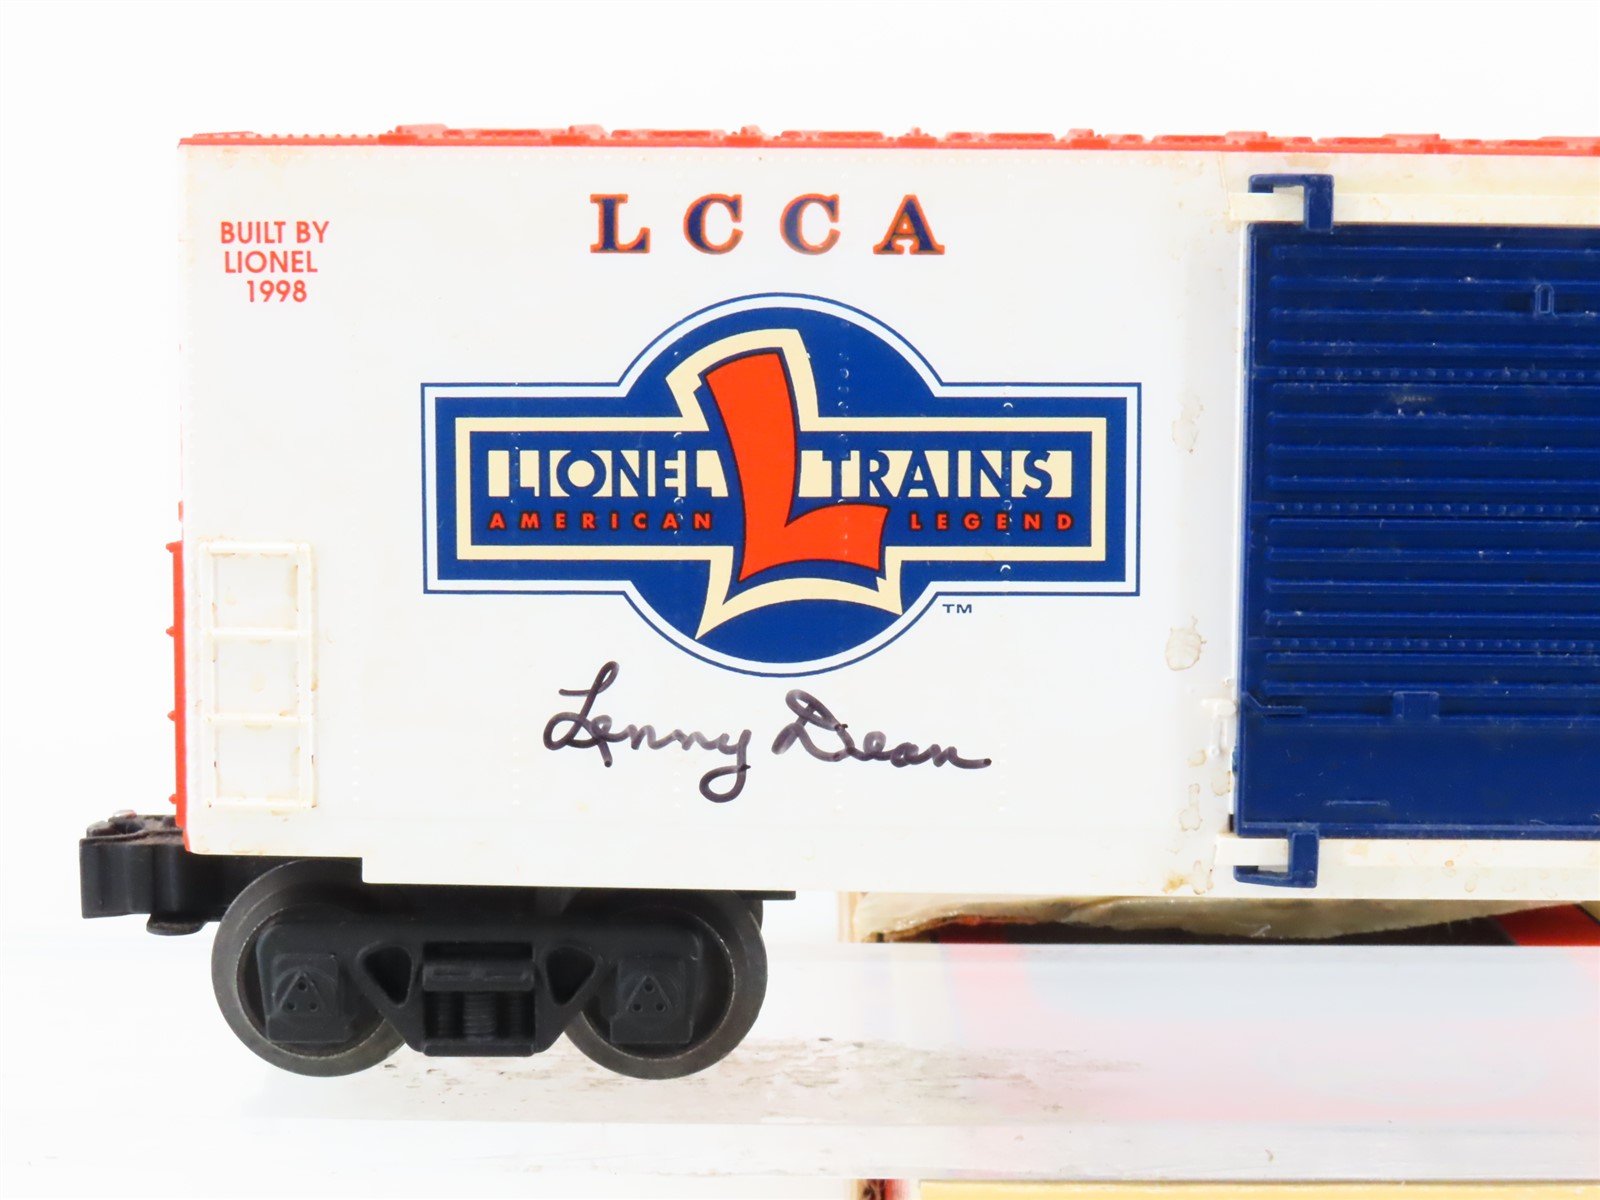 LCCA
BUILT BY
LIONEL
1998
LIONEL TRAINS
AMERICAN LEGEND
TM
Lenny Dean